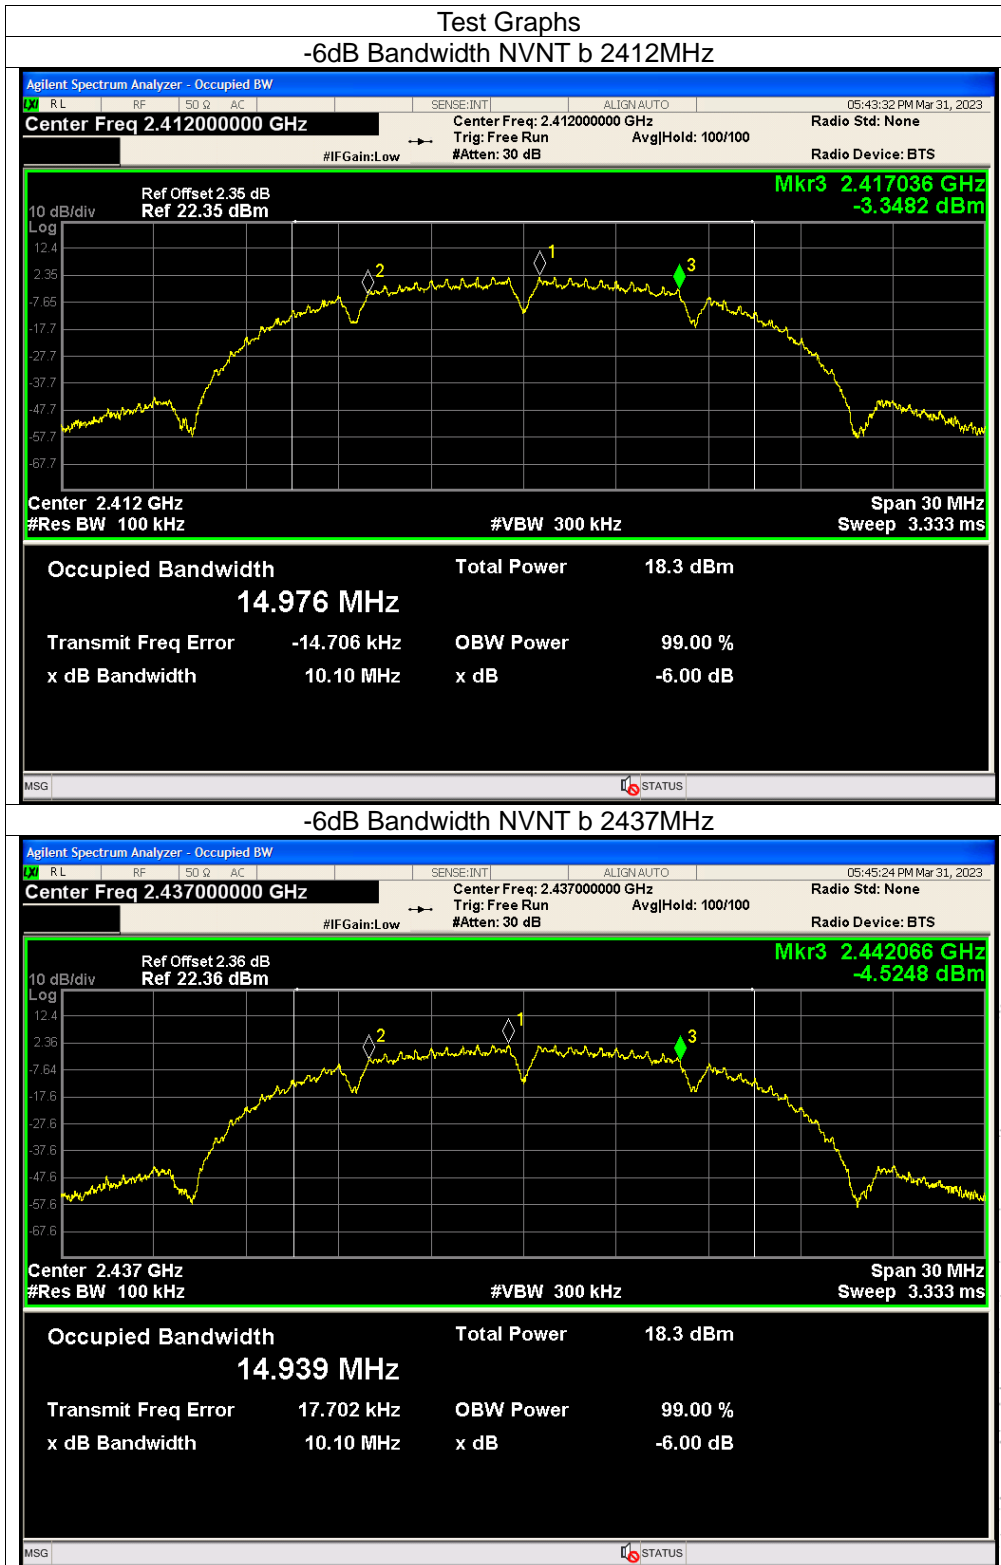 Test Graphs
-6dB Bandwidth NVNT b 2412MHz
Agilent Spectrum Analyzer - Occupied BW
LXI RL RF 50 Ω AC SENSE:INT ALIGN AUTO 05:43:32 PM Mar 31, 2023
Center Freq 2.412000000 GHz Center Freq: 2.412000000 GHz Radio Std: None
Trig: Free Run Avg|Hold: 100/100
#IFGain:Low #Atten: 30 dB Radio Device: BTS
Mkr3 2.417036 GHz
Ref Offset 2.35 dB -3.3482 dBm
10 dB/div Ref 22.35 dBm
Log
12.4
2.35
-7.65
-17.7
-27.7
-37.7
-47.7
-57.7
-67.7
1
2
3
Center 2.412 GHz Span 30 MHz
#Res BW 100 kHz #VBW 300 kHz Sweep 3.333 ms
Occupied Bandwidth Total Power 18.3 dBm
14.976 MHz
Transmit Freq Error -14.706 kHz OBW Power 99.00 %
x dB Bandwidth 10.10 MHz x dB -6.00 dB
MSG STATUS
-6dB Bandwidth NVNT b 2437MHz
Agilent Spectrum Analyzer - Occupied BW
LXI RL RF 50 Ω AC SENSE:INT ALIGN AUTO 05:45:24 PM Mar 31, 2023
Center Freq 2.437000000 GHz Center Freq: 2.437000000 GHz Radio Std: None
Trig: Free Run Avg|Hold: 100/100
#IFGain:Low #Atten: 30 dB Radio Device: BTS
Mkr3 2.442066 GHz
Ref Offset 2.36 dB -4.5248 dBm
10 dB/div Ref 22.36 dBm
Log
12.4
2.36
-7.64
-17.6
-27.6
-37.6
-47.6
-57.6
-67.6
1
2
3
Center 2.437 GHz Span 30 MHz
#Res BW 100 kHz #VBW 300 kHz Sweep 3.333 ms
Occupied Bandwidth Total Power 18.3 dBm
14.939 MHz
Transmit Freq Error 17.702 kHz OBW Power 99.00 %
x dB Bandwidth 10.10 MHz x dB -6.00 dB
MSG STATUS